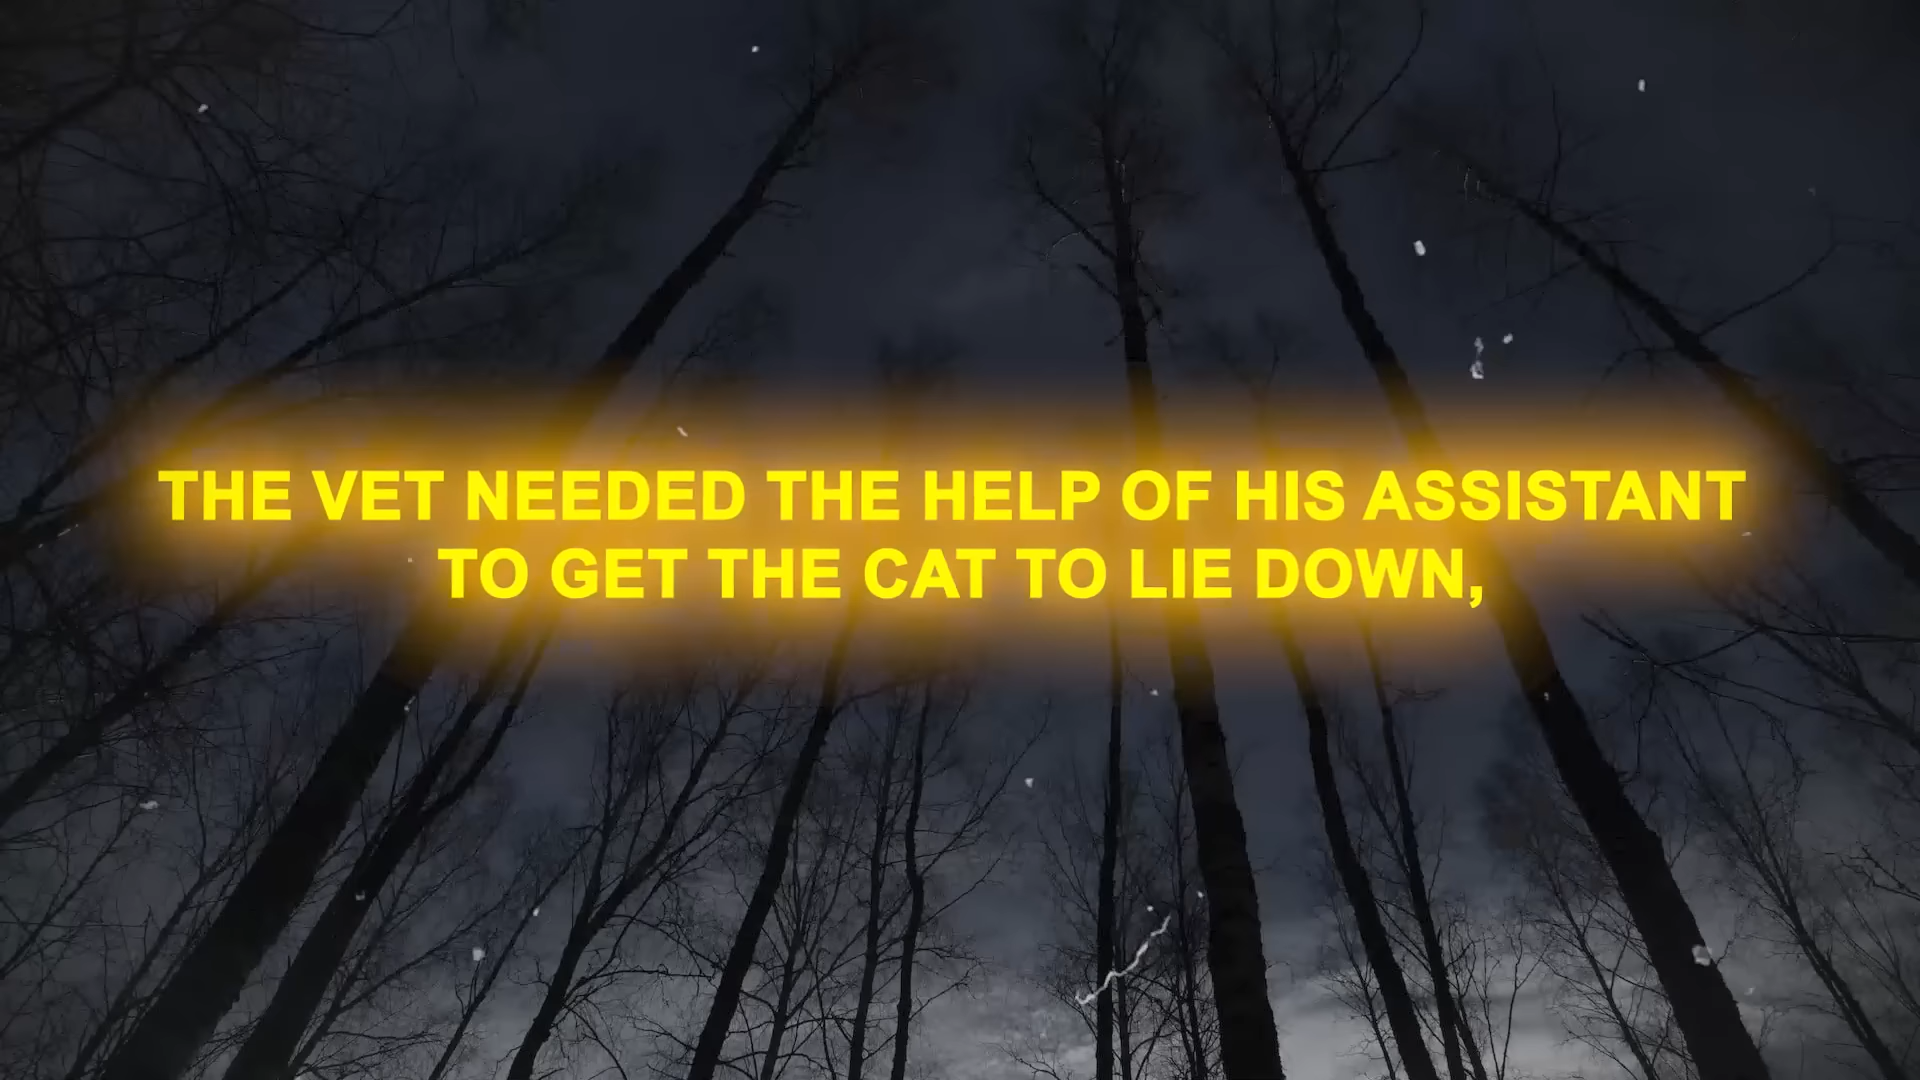 THE VET NEEDED THE HELP OF HIS ASSISTANT
TO GET THE CAT TO LIE DOWN,